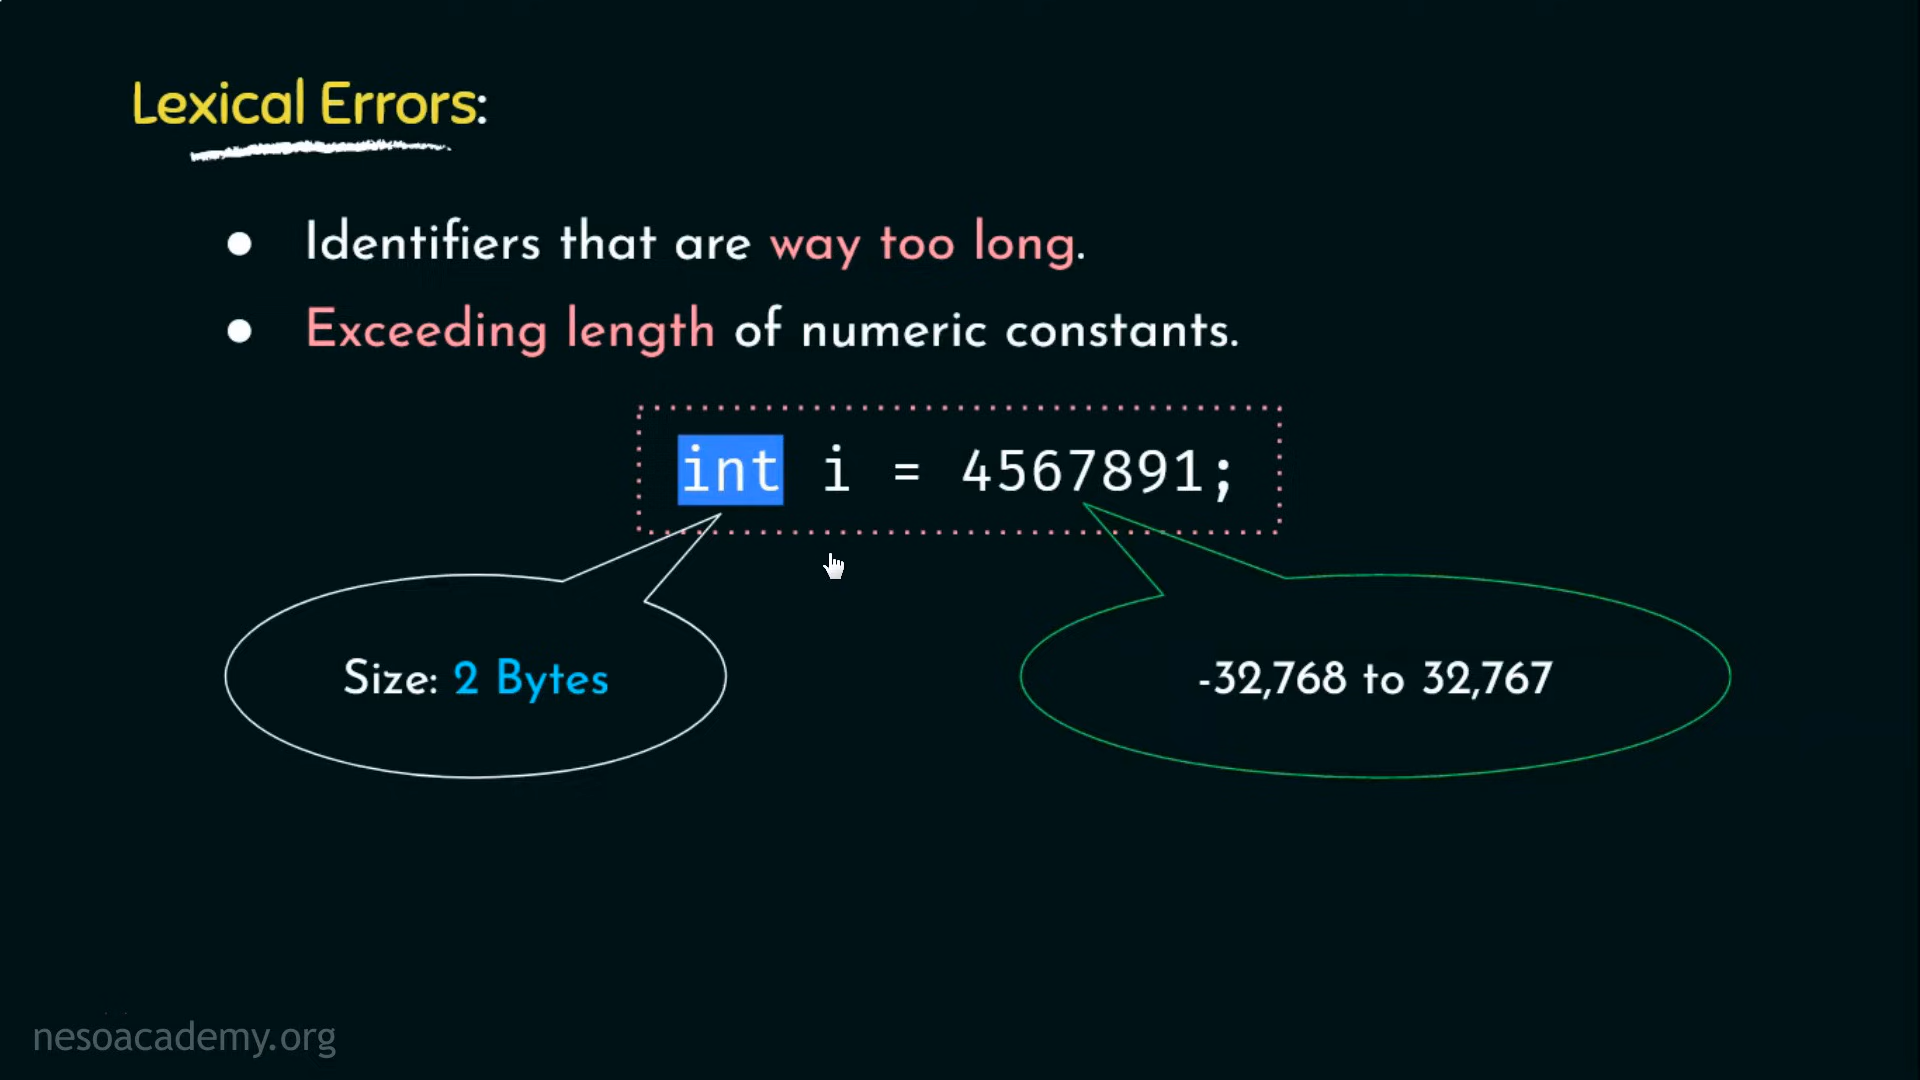 Lexical Errors:
● Identifiers that are way too long.
● Exceeding length of numeric constants.
int i = 4567891;
Size: 2 Bytes
-32,768 to 32,767
nesoacademy.org